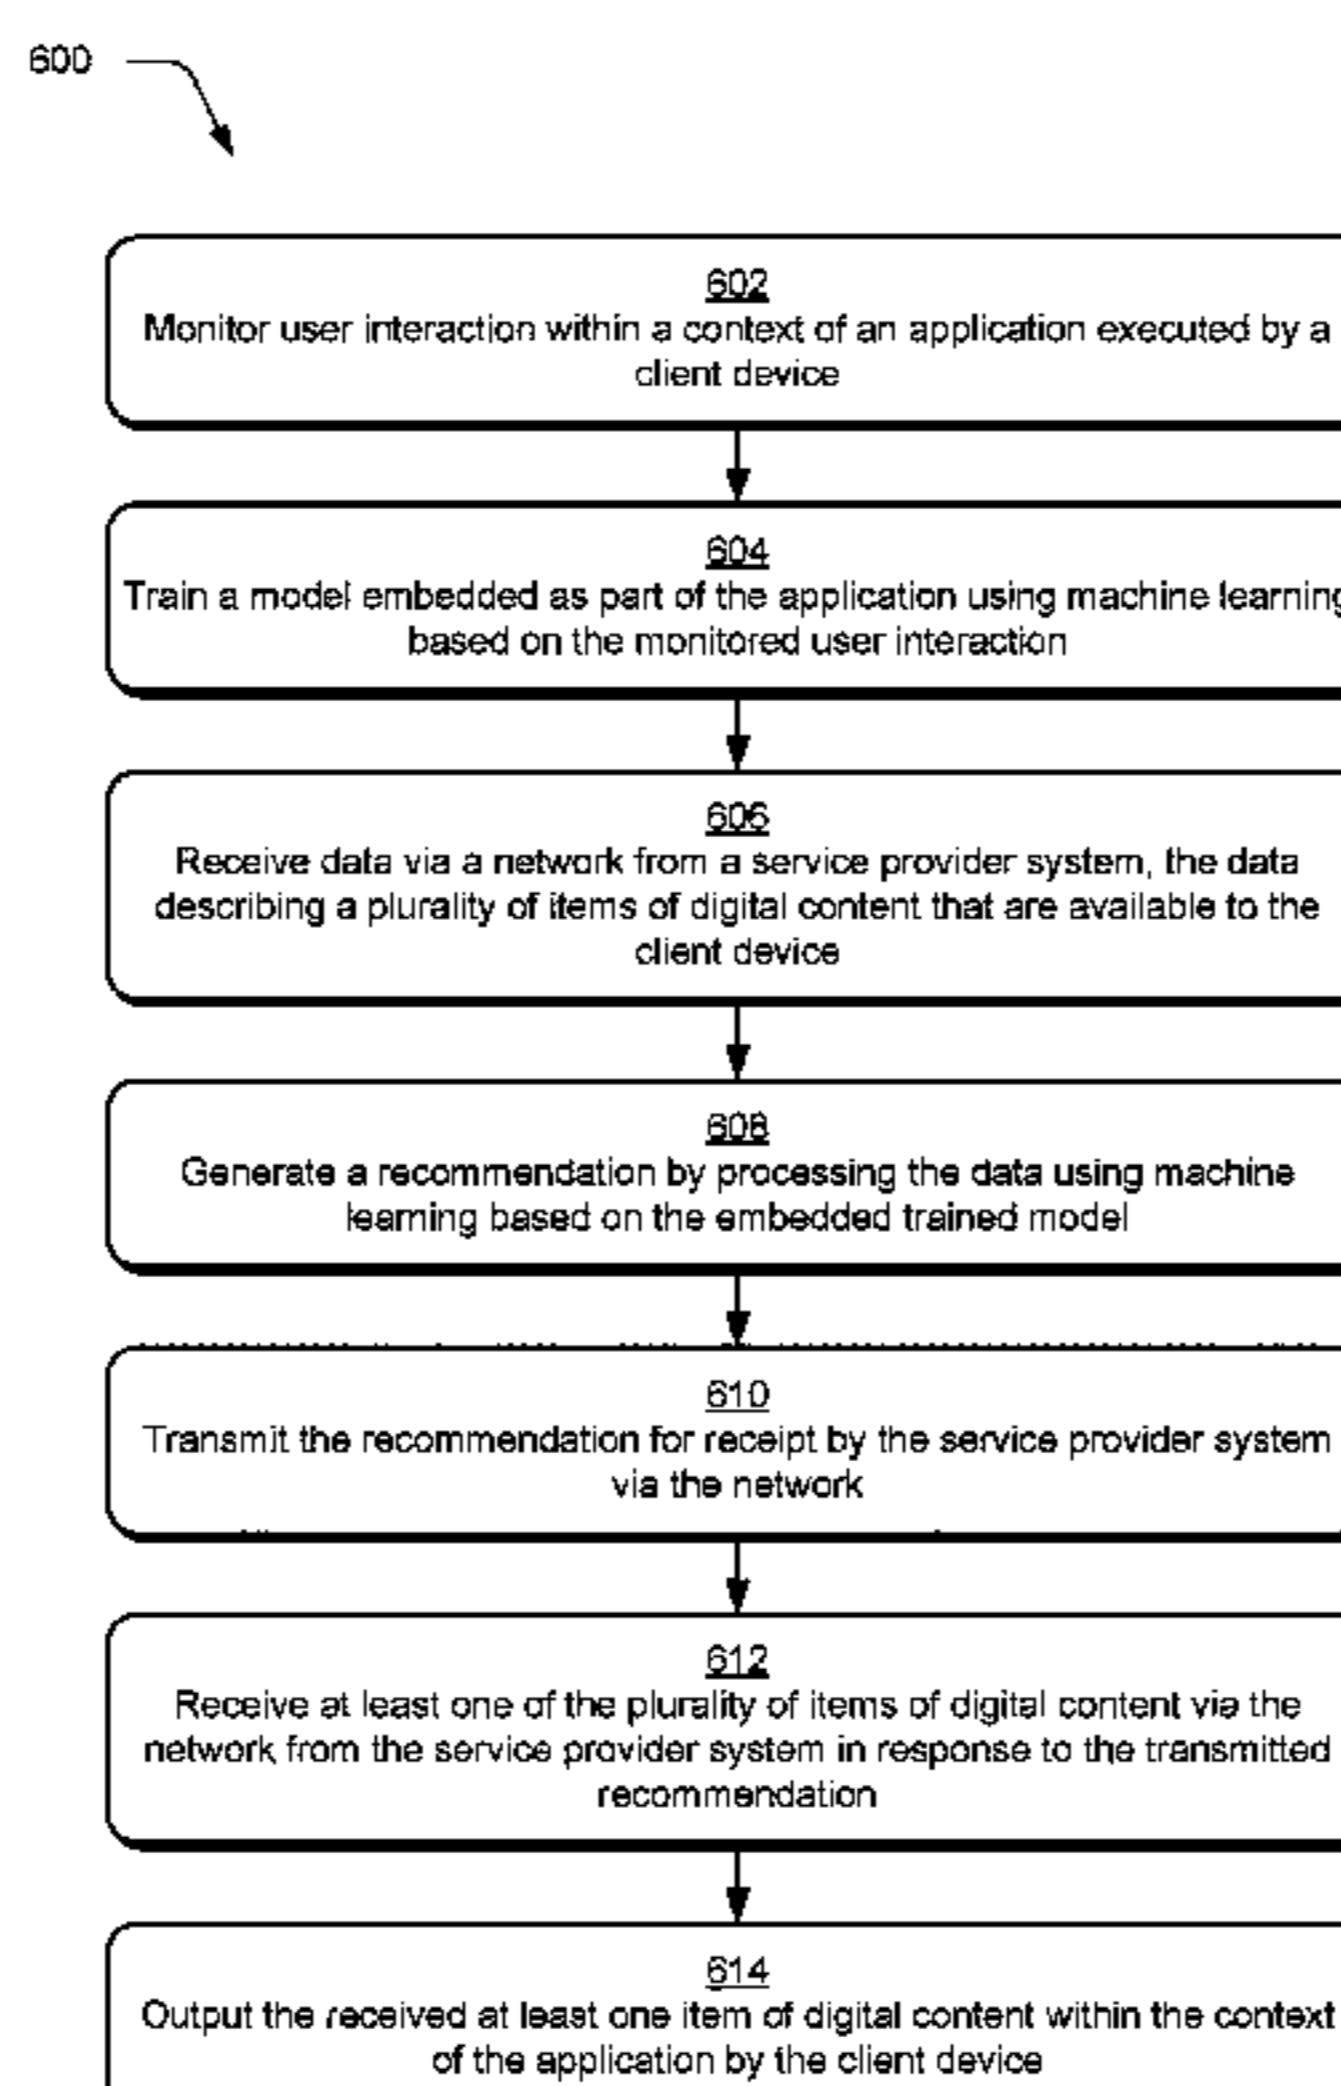 600
602
Monitor user interaction within a context of an application executed by a
client device
604
Train a model embedded as part of the application using machine learning
based on the monitored user interaction
606
Receive data via a network from a service provider system, the data
describing a plurality of items of digital content that are available to the
client device
608
Generate a recommendation by processing the data using machine
learning based on the embedded trained model
610
Transmit the recommendation for receipt by the service provider system
via the network
612
Receive at least one of the plurality of items of digital content via the
network from the service provider system in response to the transmitted
recommendation
614
Output the received at least one item of digital content within the context
of the application by the client device